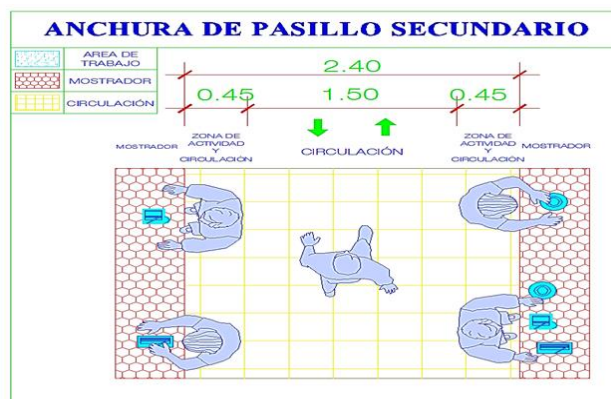 ANCHURA DE PASILLO SECUNDARIO
AREA DE
TRABAJO
MOSTRADOR
CIRCULACIÓN
2.40
0.45
1.50
0.45
MOSTRADOR
ZONA DE
ACTIVIDAD
Y
CIRCULACIÓN
CIRCULACIÓN
ZONA DE
ACTIVIDAD
Y
CIRCULACIÓN
MOSTRADOR